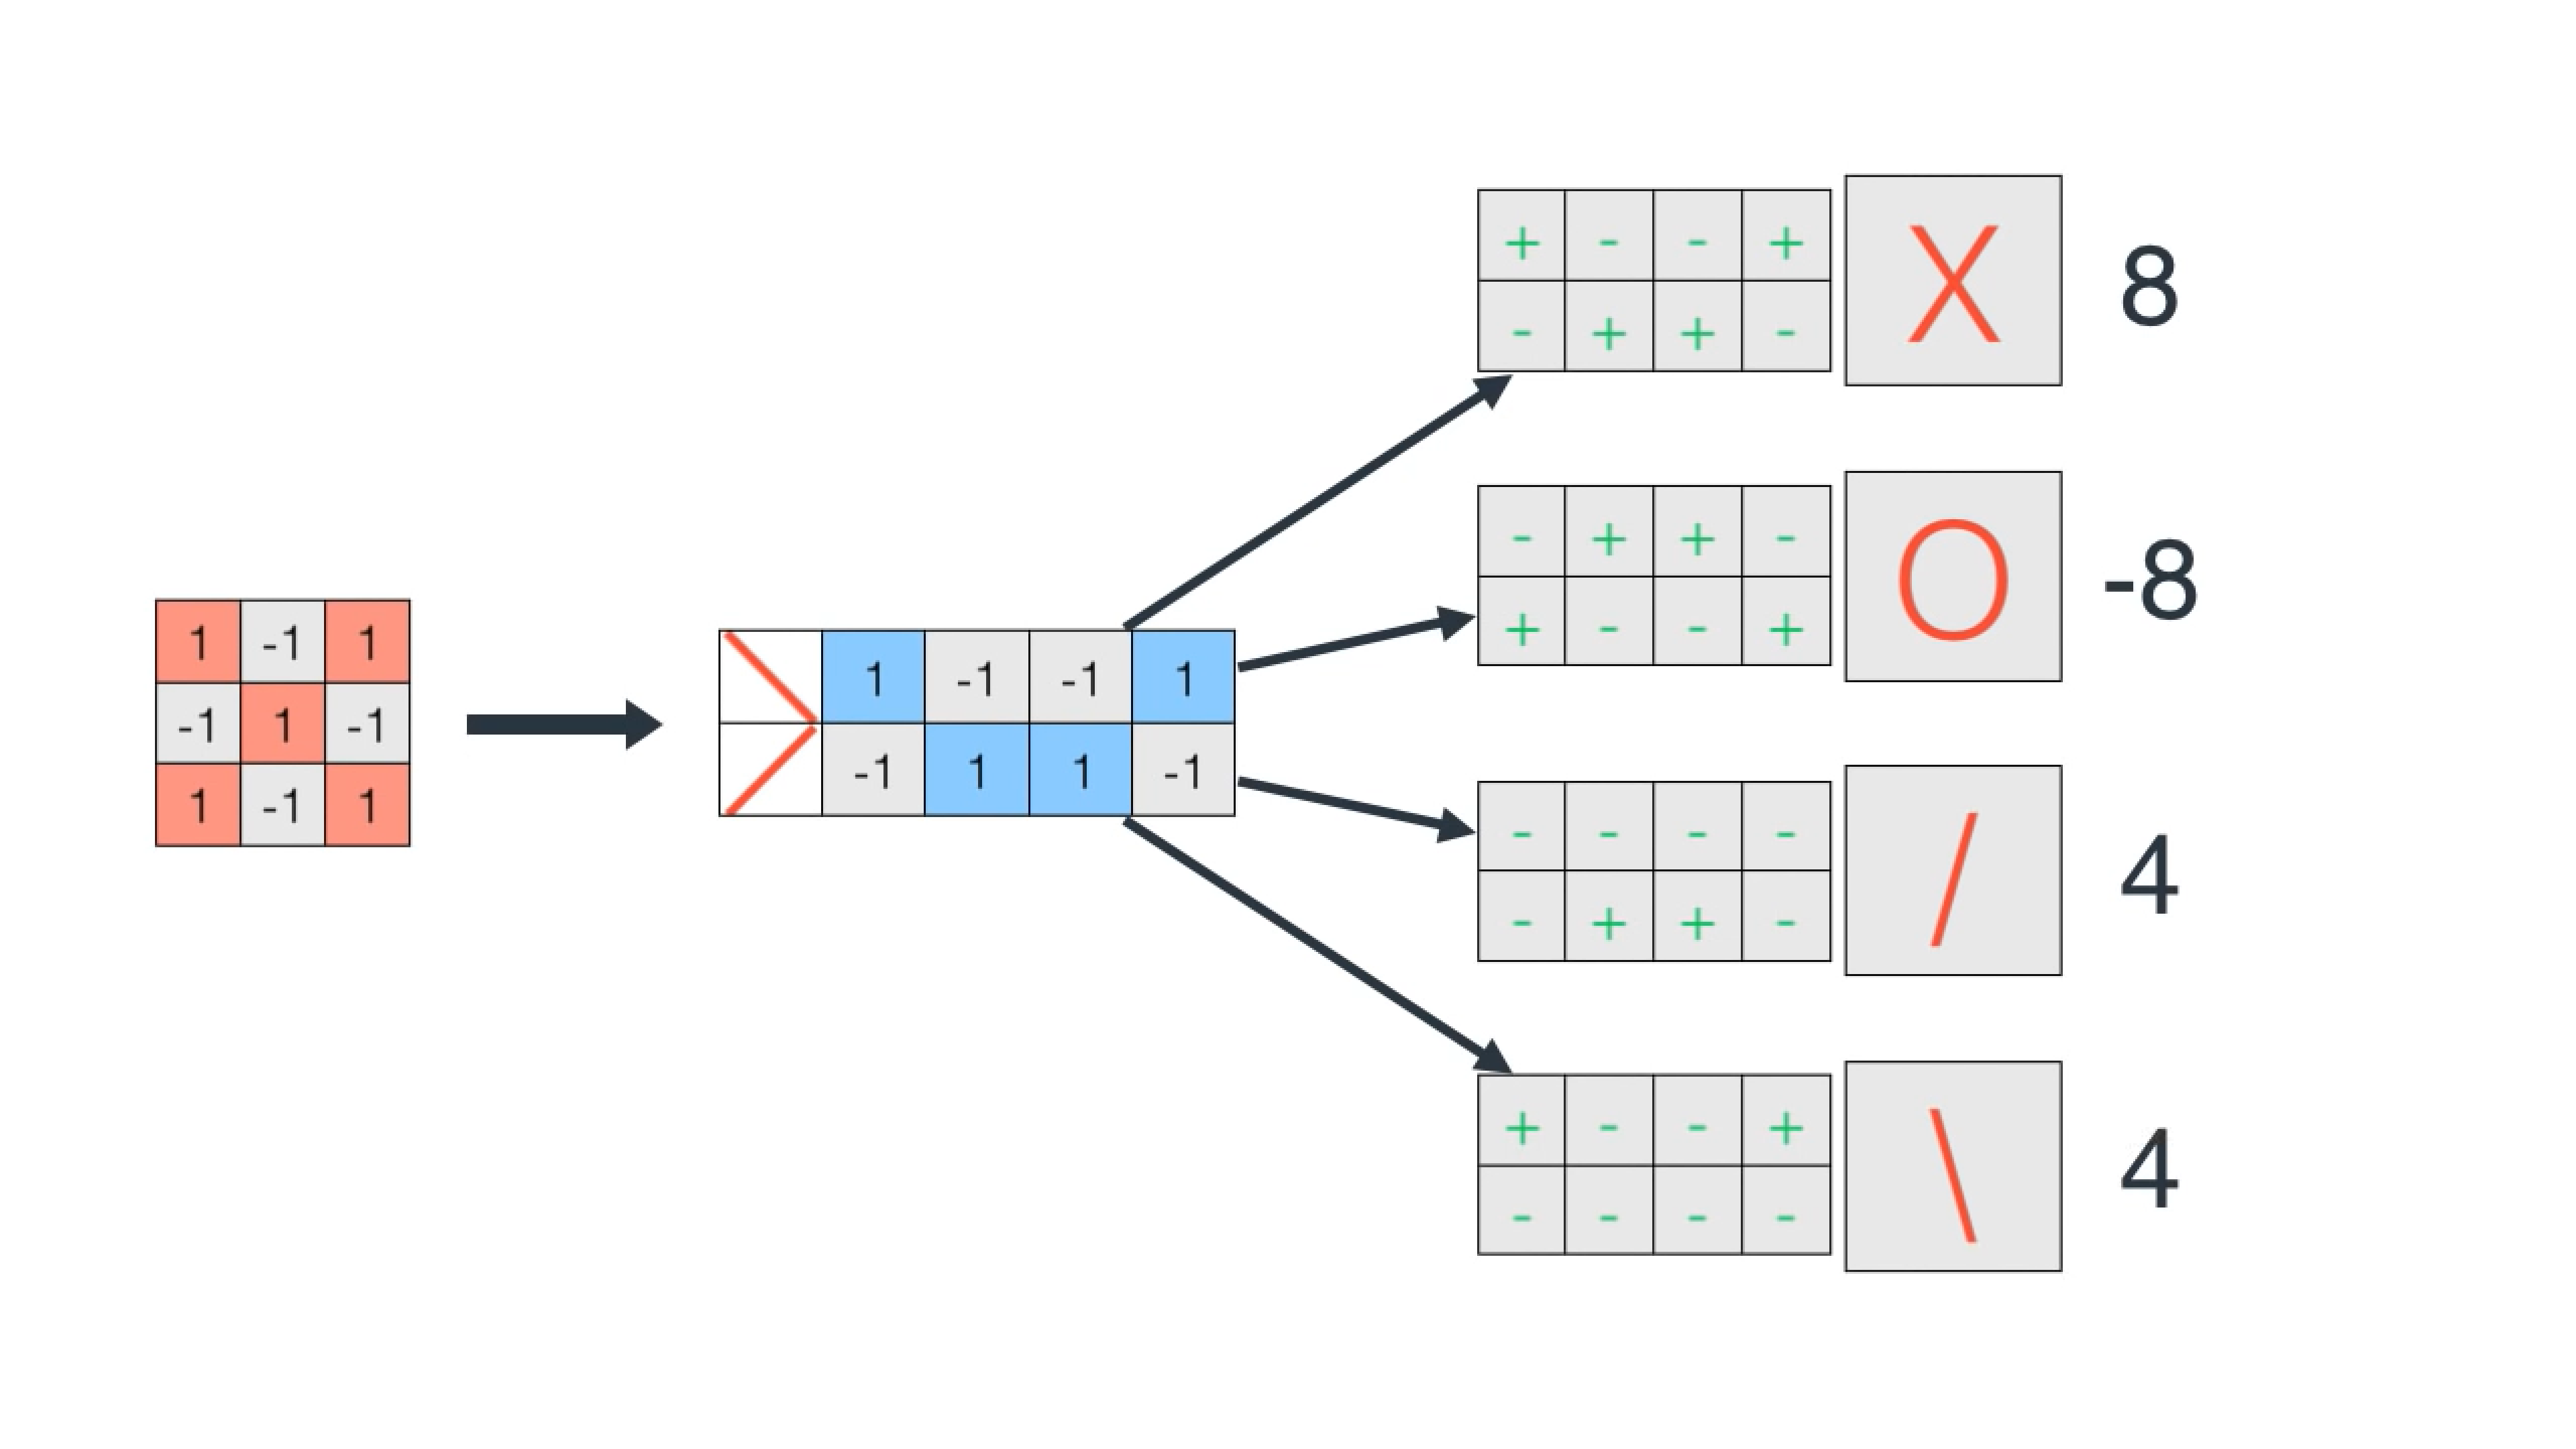 1 -1 1
-1 1 -1
1 -1 1
\ 1 -1 -1 1
/ -1 1 1 -1
+ - - +
- + + -
X 8
- + + -
+ - - +
O -8
- - - -
- + + -
/ 4
+ - - +
- - - -
\ 4